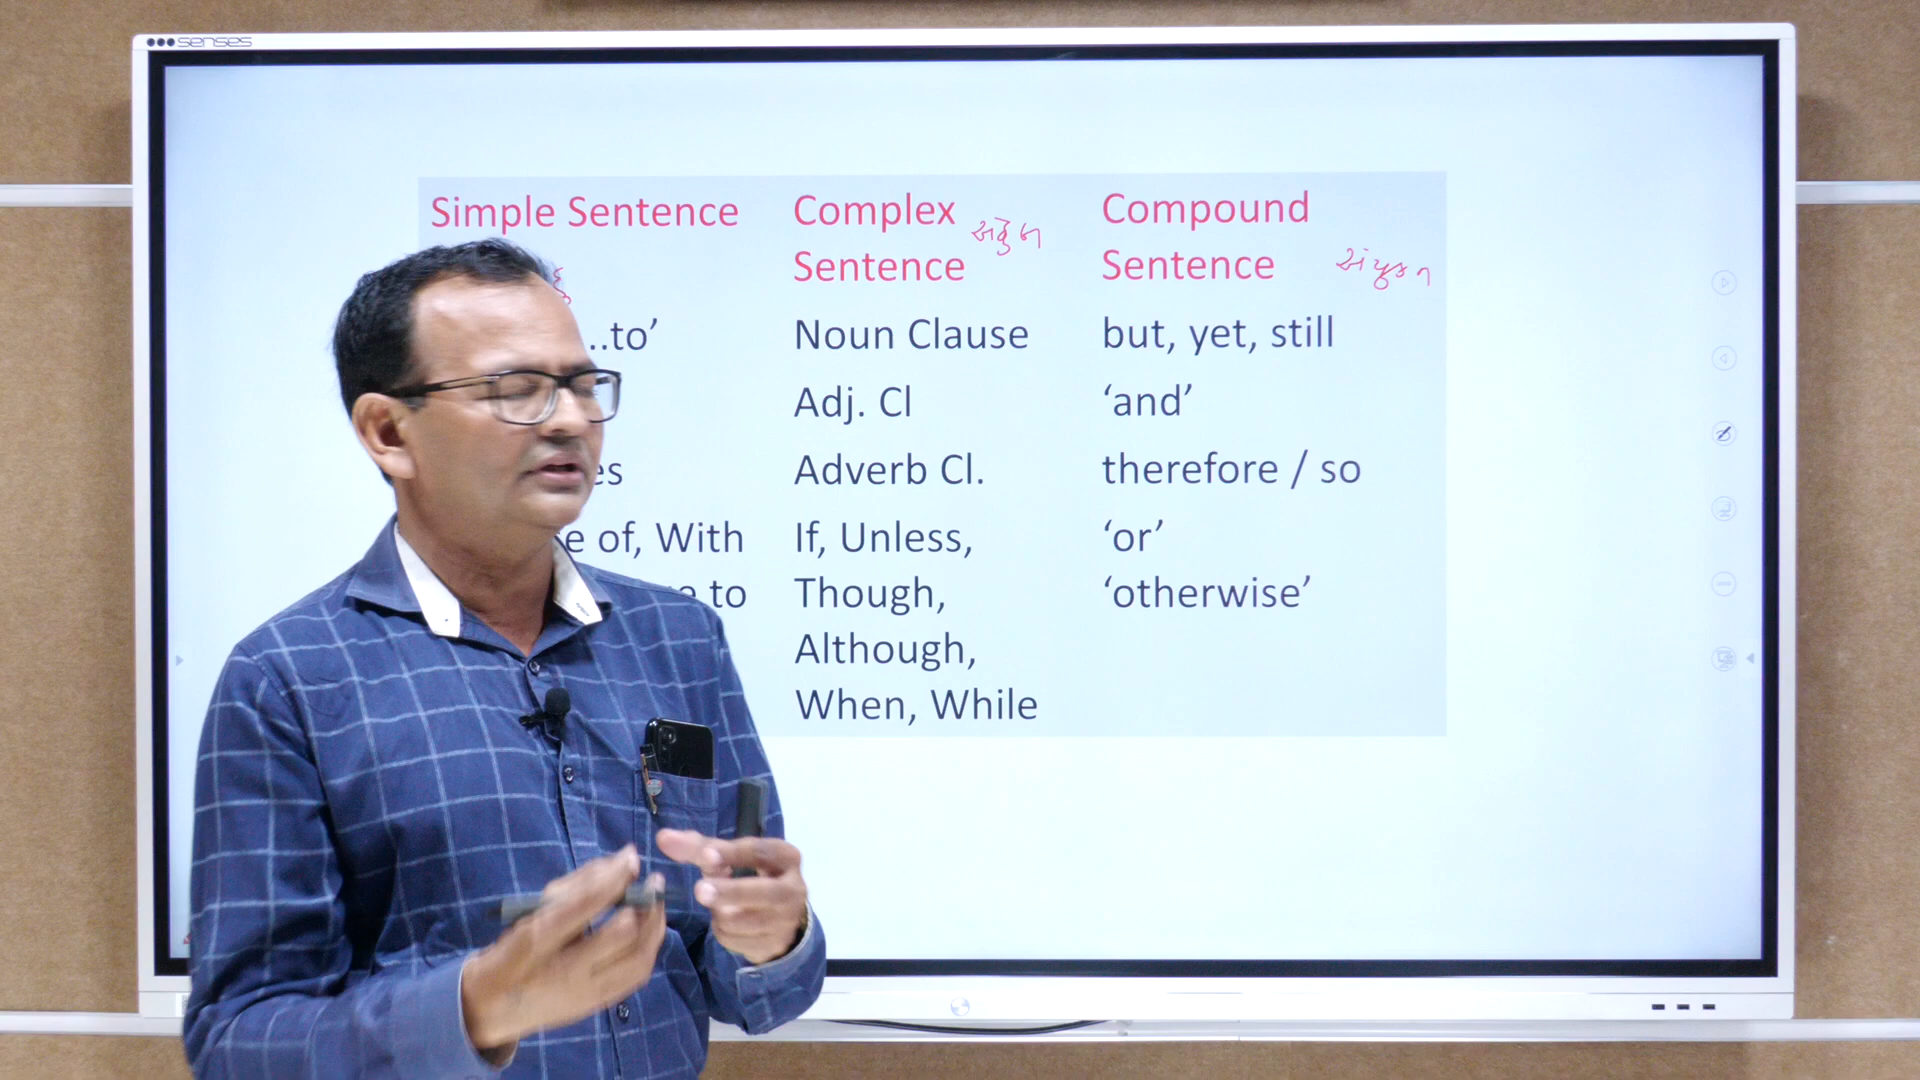 senses
Simple Sentence
Complex
Sentence
સંકુલ
Compound
Sentence
સંયુક્ત
..to’
Noun Clause
but, yet, still
Adj. Cl
‘and’
es
Adverb Cl.
therefore / so
e of, With
If, Unless,
‘or’
to
Though,
‘otherwise’
Although,
When, While